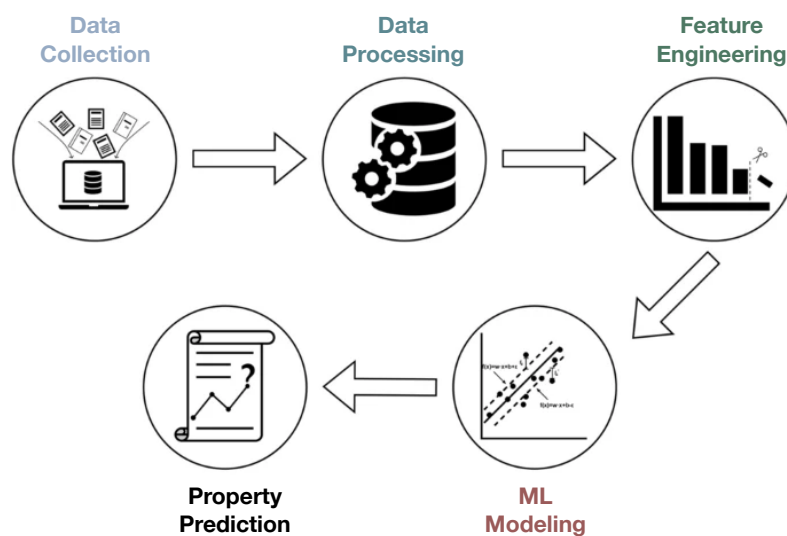 Data
Collection
Data
Processing
Feature
Engineering
f(x)=w·x+b+ε
f(x)=w·x+b-ε
?
Property
Prediction
ML
Modeling